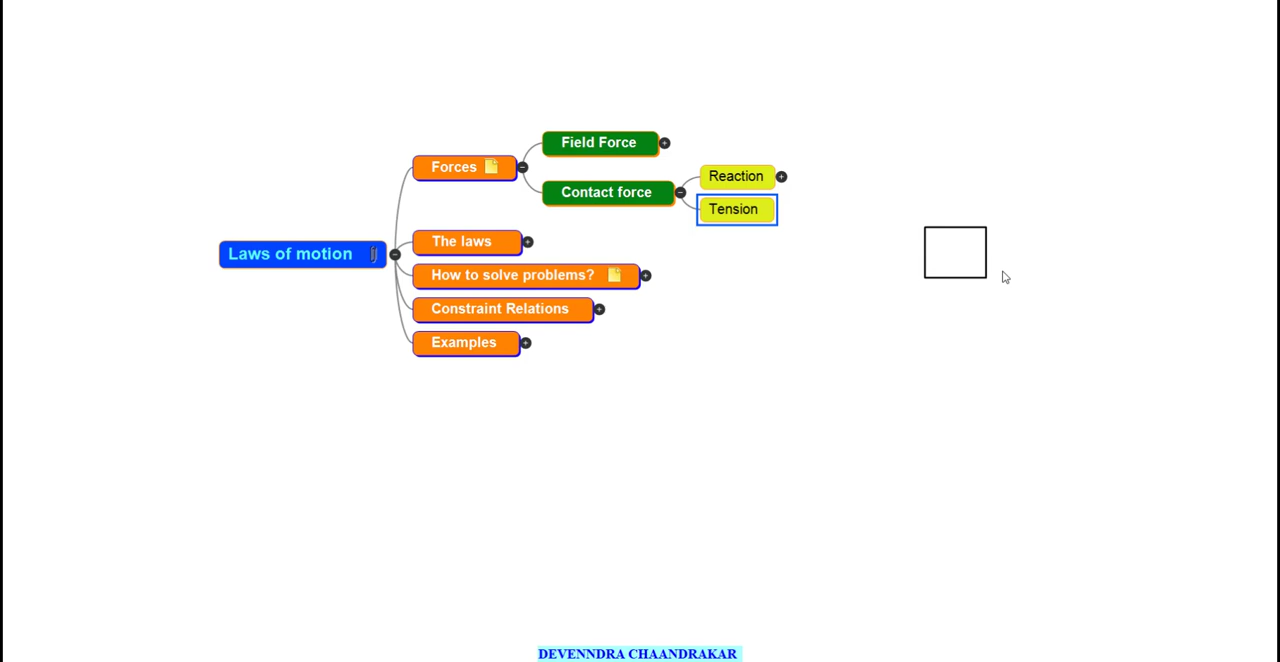 Laws of motion
Forces
Field Force
Contact force
Reaction
Tension
The laws
How to solve problems?
Constraint Relations
Examples
DEVENNDRA CHAANDRAKAR